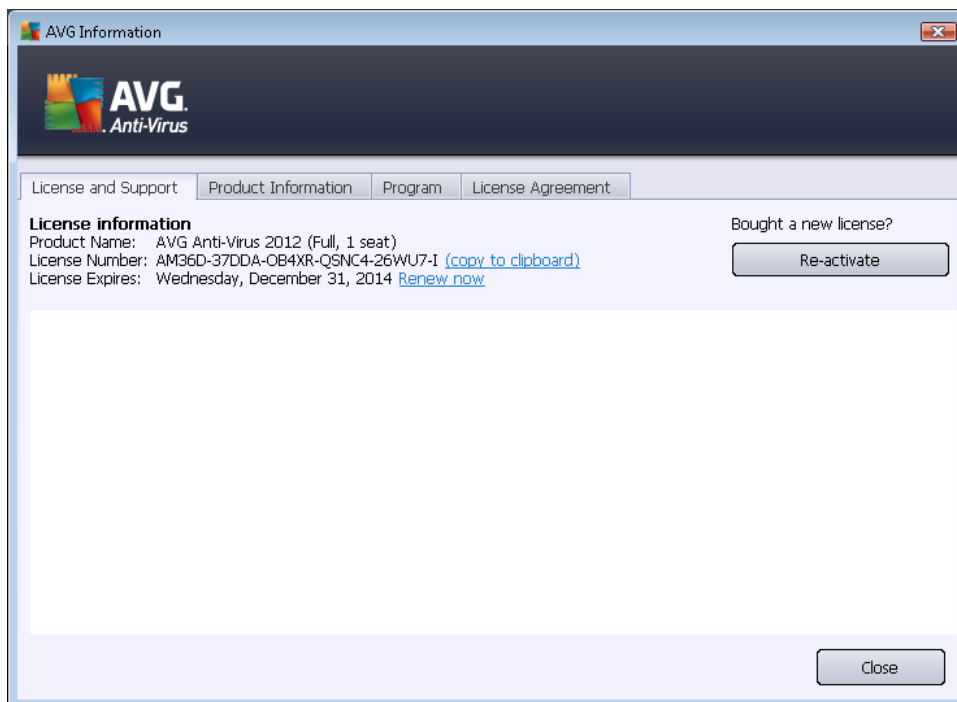 AVG Information
AVG.
Anti-Virus
License and Support
Product Information
Program
License Agreement
License information
Bought a new license?
Product Name: AVG Anti-Virus 2012 (Full, 1 seat)
License Number: AM36D-37DDA-OB4XR-QSNC4-26WU7-I (copy to clipboard)
Re-activate
License Expires: Wednesday, December 31, 2014 Renew now
Close